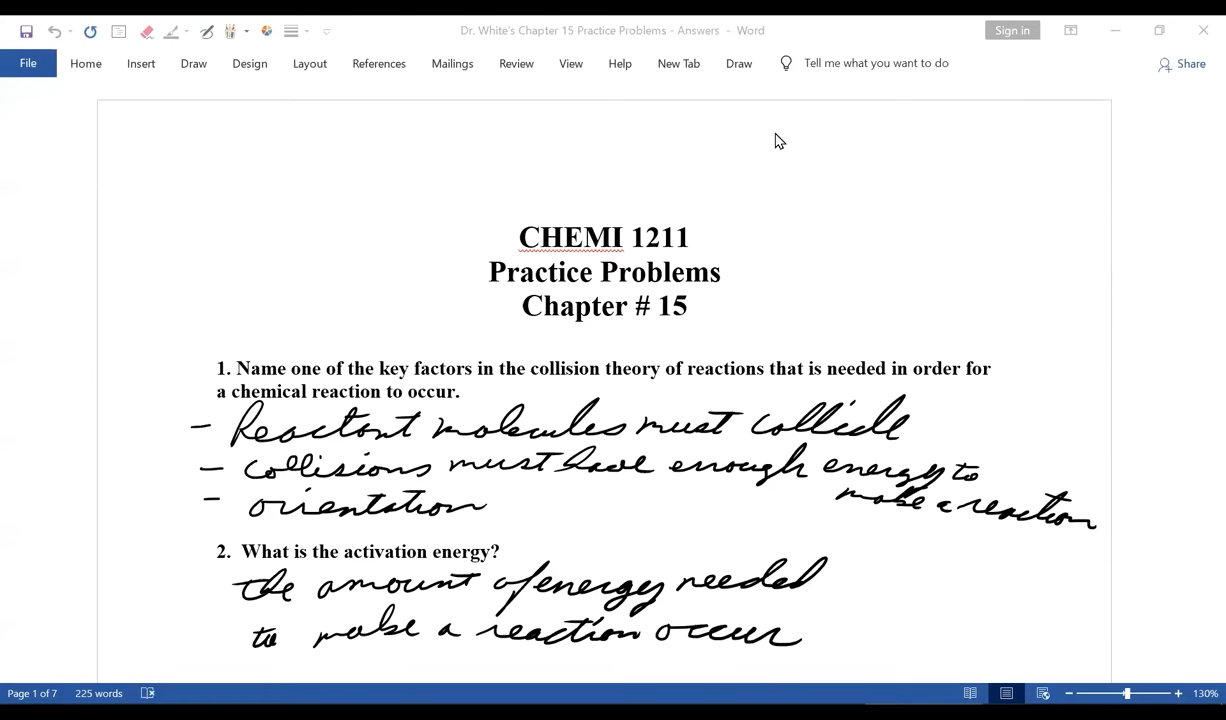 Dr. White's Chapter 15 Practice Problems - Answers - Word
Sign in
File Home Insert Draw Design Layout References Mailings Review View Help New Tab Draw Tell me what you want to do Share
CHEMI 1211
Practice Problems
Chapter # 15
1. Name one of the key factors in the collision theory of reactions that is needed in order for
a chemical reaction to occur.
- Reactant molecules must collide
- collisions must have enough energy to
make a reaction
- orientation
2. What is the activation energy?
the amount of energy needed
to make a reaction occur
Page 1 of 7 225 words 130%